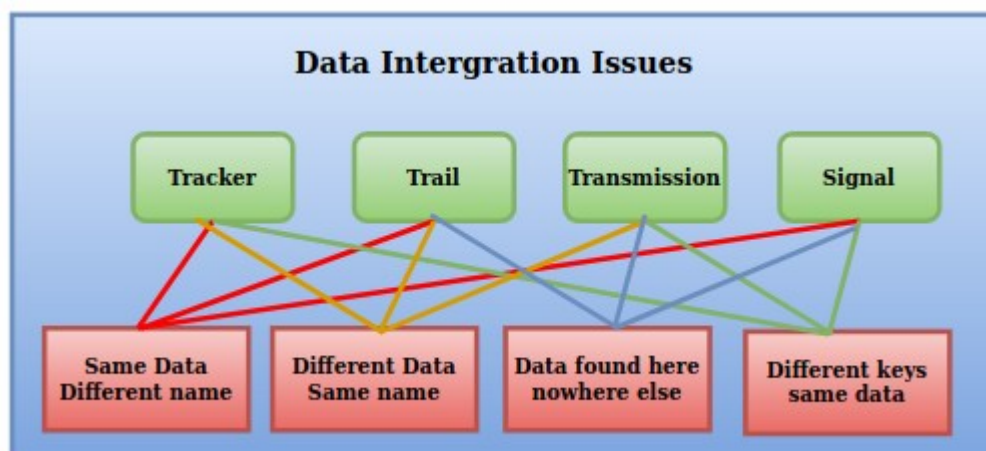 Data Intergration Issues
Tracker
Trail
Transmission
Signal
Same Data
Different name
Different Data
Same name
Data found here
nowhere else
Different keys
same data